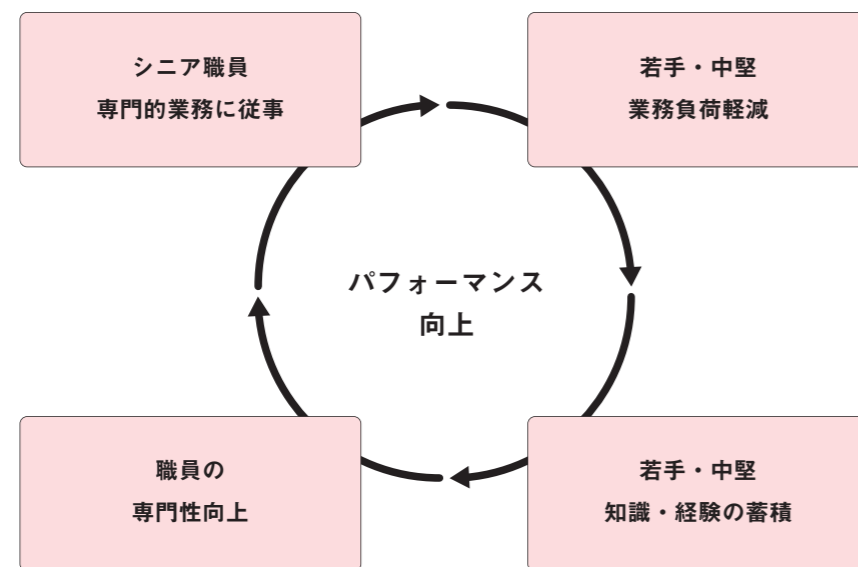 シニア職員
専門的業務に従事
若手・中堅
業務負荷軽減
パフォーマンス
向上
職員の
専門性向上
若手・中堅
知識・経験の蓄積